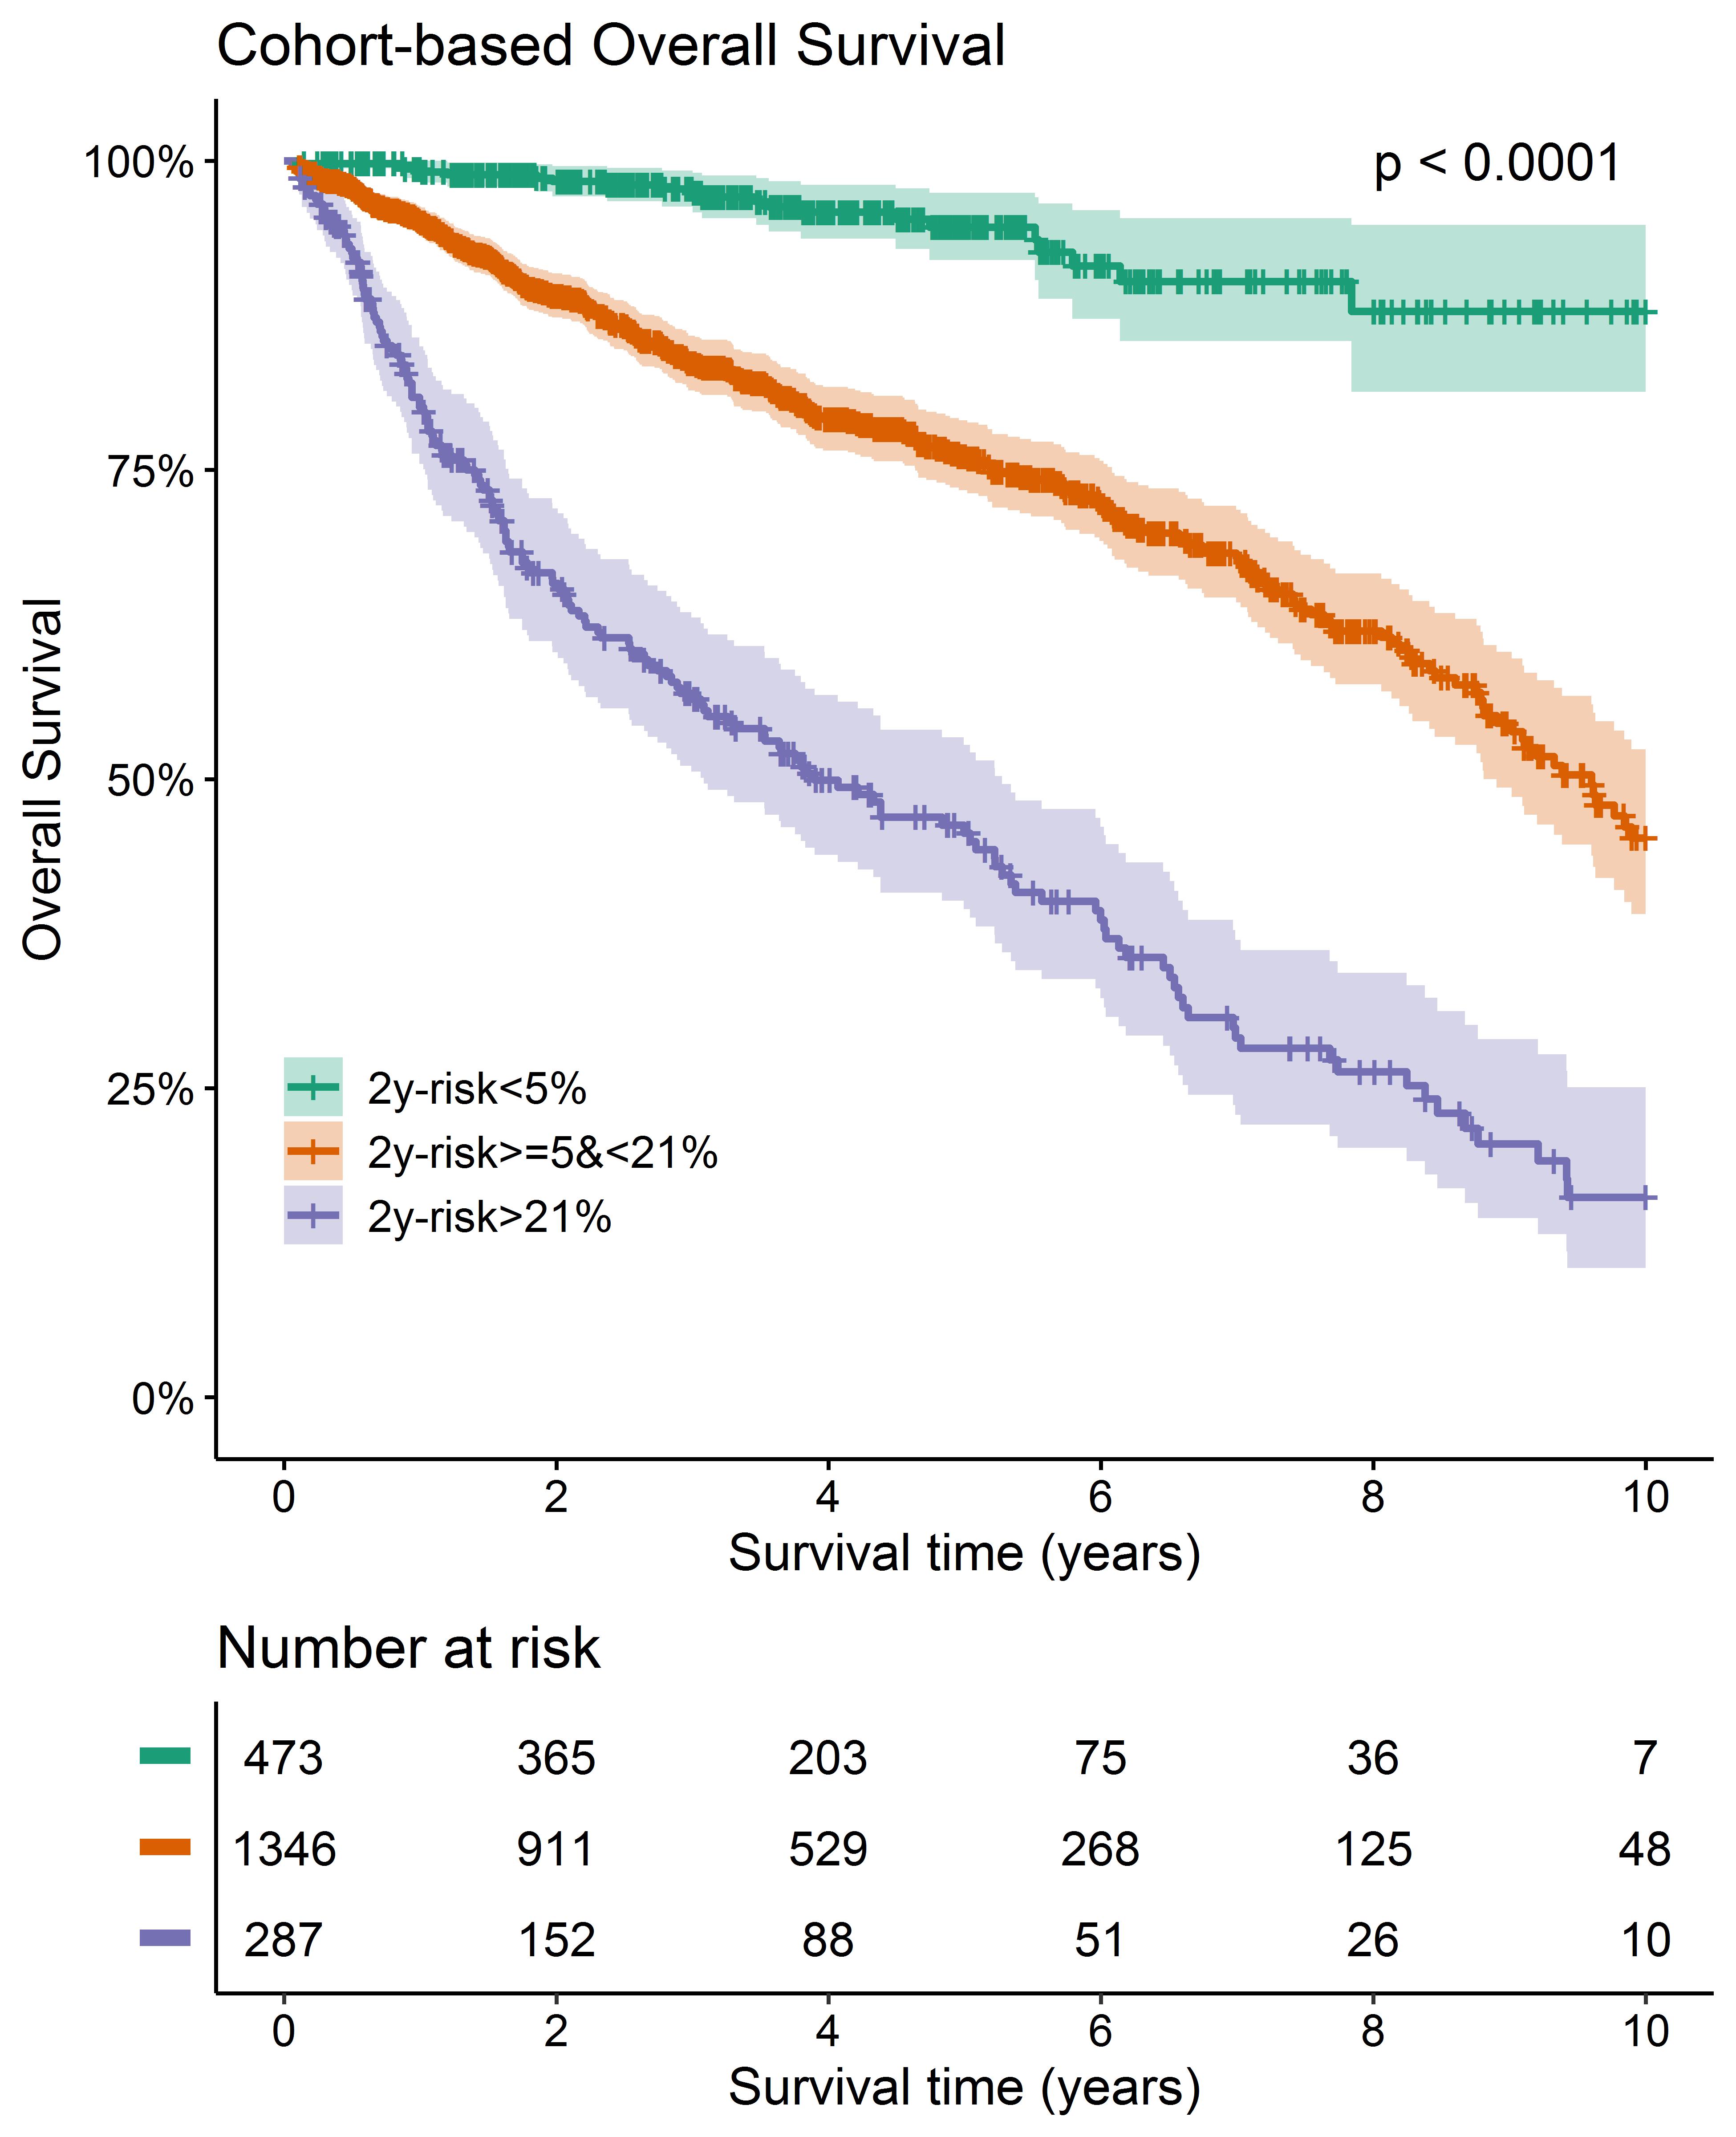 Cohort-based Overall Survival
p < 0.0001
100%
75%
50%
25%
0%
Overall Survival
2y-risk<5%
2y-risk>=5&<21%
2y-risk>21%
0 2 4 6 8 10
Survival time (years)
Number at risk
473 365 203 75 36 7
1346 911 529 268 125 48
287 152 88 51 26 10
0 2 4 6 8 10
Survival time (years)